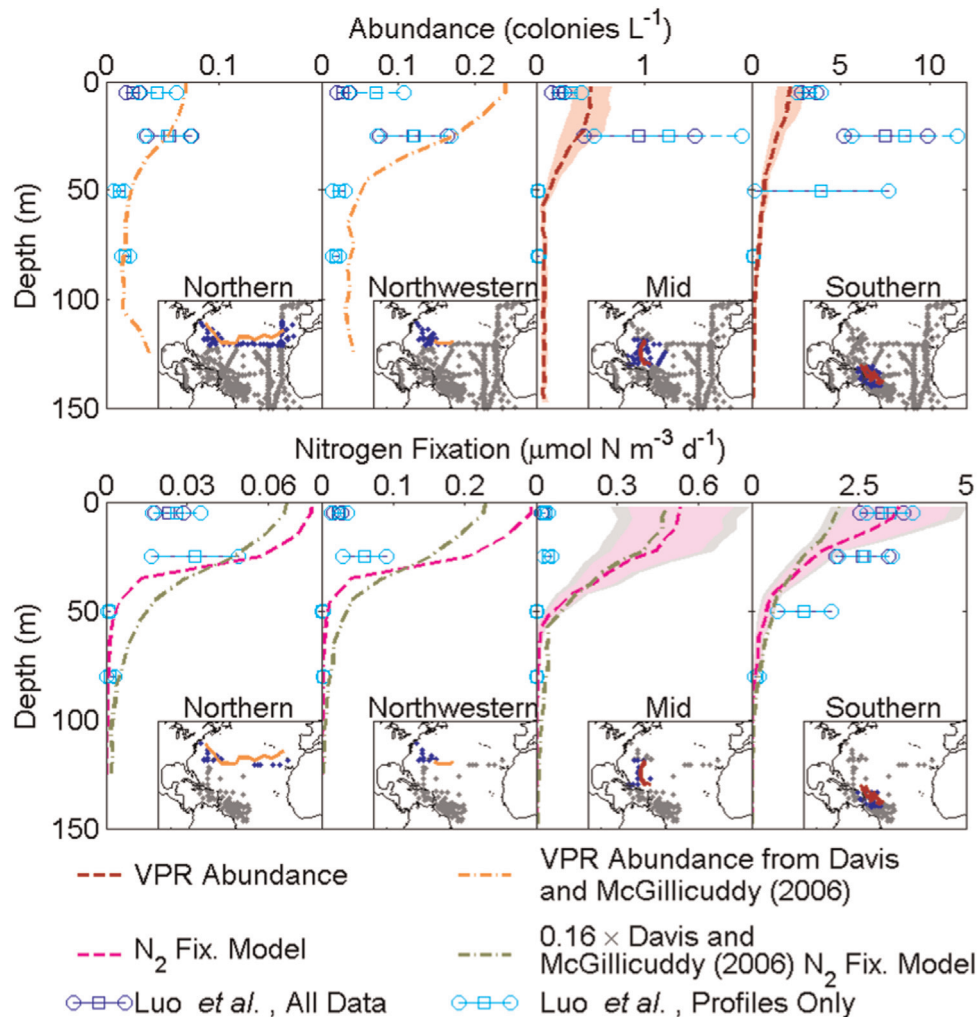 Abundance (colonies L⁻¹)
0 0.1 0 0.1 0.2 0 1 0 5 10
0
50
100
150
Depth (m)
Northern Northwestern Mid Southern
Nitrogen Fixation (μmol N m⁻³ d⁻¹)
0 0.03 0.06 0 0.1 0.2 0 0.3 0.6 0 2.5 5
0
50
100
150
Depth (m)
Northern Northwestern Mid Southern
VPR Abundance
VPR Abundance from Davis
and McGillicuddy (2006)
N₂ Fix. Model
0.16 × Davis and
McGillicuddy (2006) N₂ Fix. Model
Luo et al., All Data
Luo et al., Profiles Only